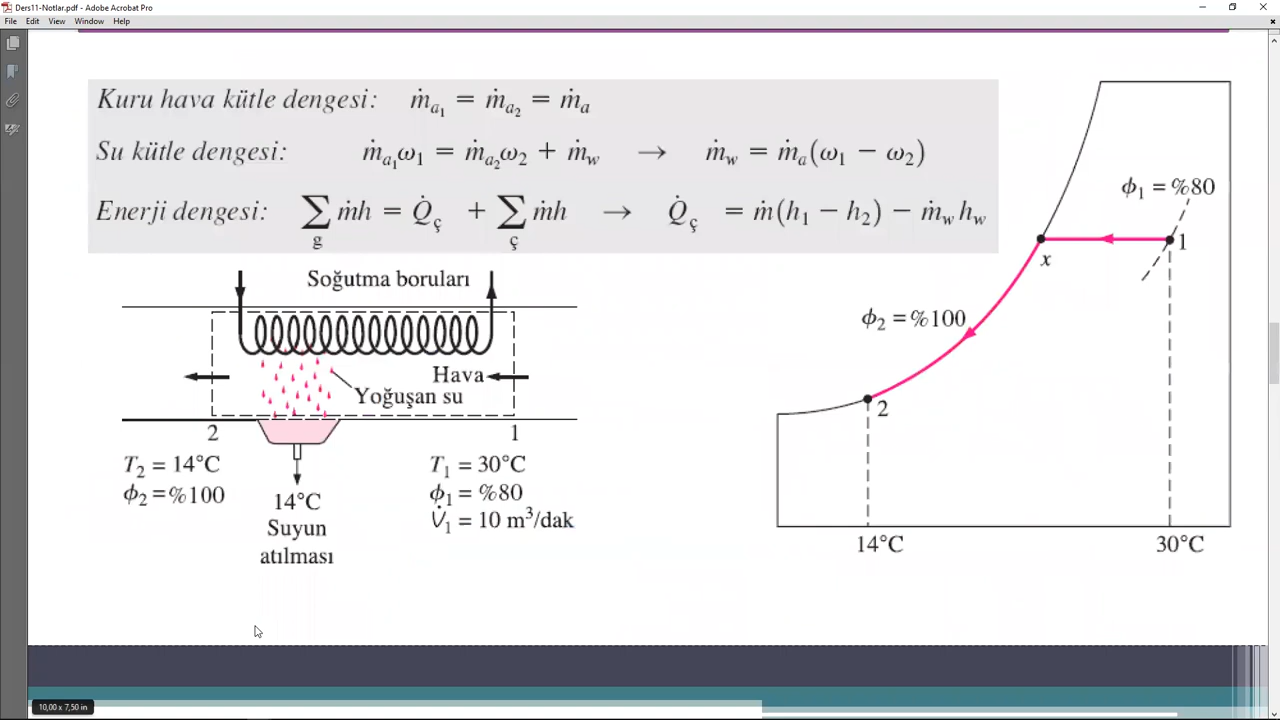 Ders11-Notlar.pdf - Adobe Acrobat Pro
File Edit View Window Help
Kuru hava kütle dengesi: ṁa₁ = ṁa₂ = ṁa
Su kütle dengesi: ṁa₁ω₁ = ṁa₂ω₂ + ṁw → ṁw = ṁa(ω₁ − ω₂)
Enerji dengesi: ∑g ṁh = Q̇ç + ∑ç ṁh → Q̇ç = ṁ(h₁ − h₂) − ṁw hw
Soğutma boruları
Hava
Yoğuşan su
2
1
T₂ = 14°C
ϕ₂ = %100
14°C
Suyun
atılması
T₁ = 30°C
ϕ₁ = %80
V̇₁ = 10 m³/dak
ϕ₁ = %80
1
x
ϕ₂ = %100
2
14°C
30°C
10,00 x 7,50 in